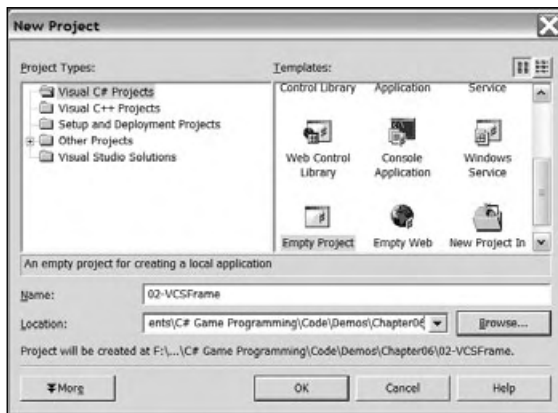 New Project
Project Types:
Templates:
Visual C# Projects
Visual C++ Projects
Setup and Deployment Projects
Other Projects
Visual Studio Solutions
Control Library
Application
Service
Web Control Library
Console Application
Windows Service
Empty Project
Empty Web
New Project In
An empty project for creating a local application
Name:
02-VCSFrame
Location:
ents\C# Game Programming\Code\Demos\Chapter06
Browse...
Project will be created at F:\...\C# Game Programming\Code\Demos\Chapter06\02-VCSFrame.
More
OK
Cancel
Help